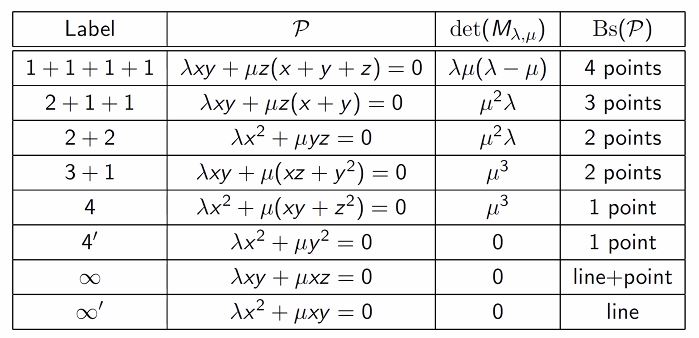 Label 𝒫 det(M_{λ,μ}) Bs(𝒫)
1 + 1 + 1 + 1 λxy + μz(x + y + z) = 0 λμ(λ − μ) 4 points
2 + 1 + 1 λxy + μz(x + y) = 0 μ²λ 3 points
2 + 2 λx² + μyz = 0 μ²λ 2 points
3 + 1 λxy + μ(xz + y²) = 0 μ³ 2 points
4 λx² + μ(xy + z²) = 0 μ³ 1 point
4′ λx² + μy² = 0 0 1 point
∞ λxy + μxz = 0 0 line+point
∞′ λx² + μxy = 0 0 line